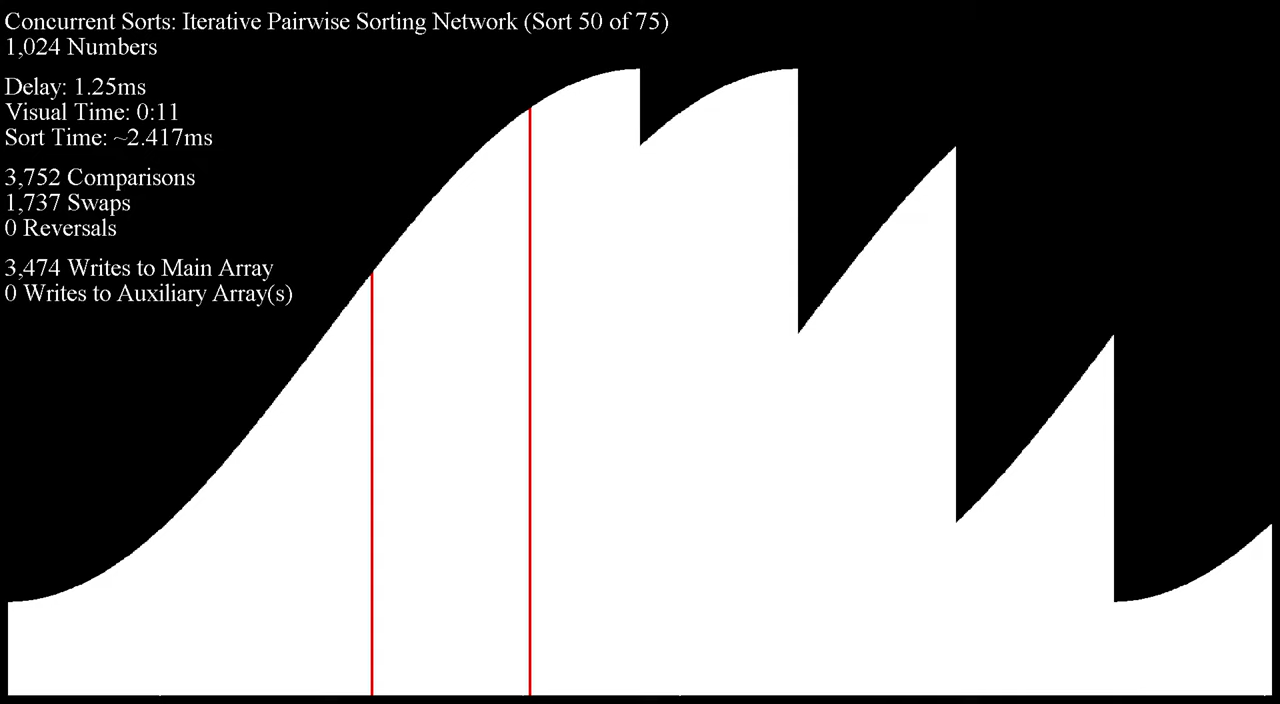 Concurrent Sorts: Iterative Pairwise Sorting Network (Sort 50 of 75)
1,024 Numbers
Delay: 1.25ms
Visual Time: 0:11
Sort Time: ~2.417ms
3,752 Comparisons
1,737 Swaps
0 Reversals
3,474 Writes to Main Array
0 Writes to Auxiliary Array(s)